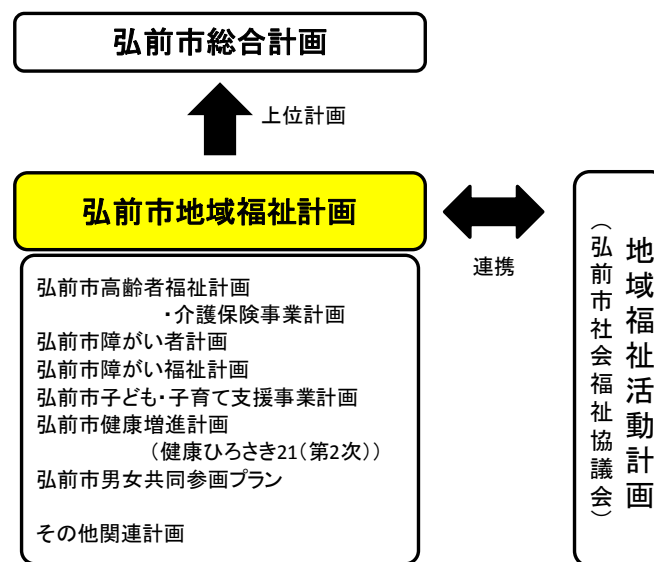 弘前市総合計画
上位計画
弘前市地域福祉計画
連携
弘前市高齢者福祉計画
・介護保険事業計画
弘前市障がい者計画
弘前市障がい福祉計画
弘前市子ども・子育て支援事業計画
弘前市健康増進計画
（健康ひろさき21（第2次））
弘前市男女共同参画プラン
その他関連計画
地域福祉活動計画
（弘前市社会福祉協議会）